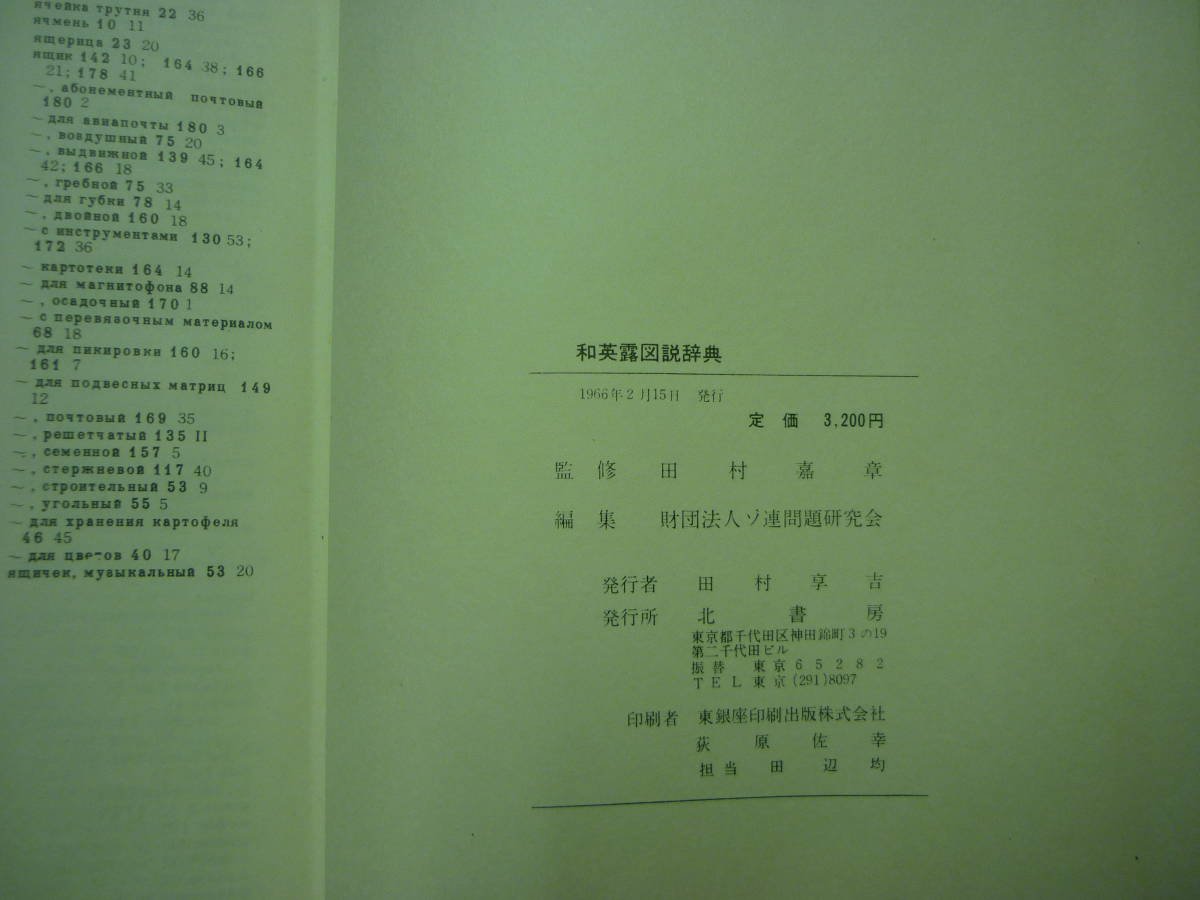 ячейка трутня 22 36
ячмень 10 11
ящерица 23 20
ящик 142 10; 164 38; 166
21; 178 41
~, абонементный почтовый
180 2
~ для авиапочты 180 3
~, воздушный 75 20
~, выдвижной 139 45; 164
42; 166 18
~, гребной 75 33
~ для губки 78 14
~, двойной 160 18
~ с инструментами 130 53;
172 36
~ картотеки 164 14
~ для магнитофона 88 14
~, осадочный 170 1
~ с перевязочным материалом
68 18
~ для пикировки 160 16;
161 7
~ для подвесных матриц 149
12
~, почтовый 169 35
~, решетчатый 135 II
~, семенной 157 5
~, стержневой 117 40
~, строительный 53 9
~, угольный 55 5
~ для хранения картофеля
46 45
~ для цветов 40 17
ящичек, музыкальный 53 20
和英露図説辞典
1966年2月15日 発行
定価 3,200円
監修 田村嘉章
編集 財団法人ソ連問題研究会
発行者 田村享吉
発行所 北書房
東京都千代田区神田錦町3の19
第二千代田ビル
振替 東京65282
TEL 東京(291)8097
印刷者 東銀座印刷出版株式会社
荻原佐幸
担当 田辺均